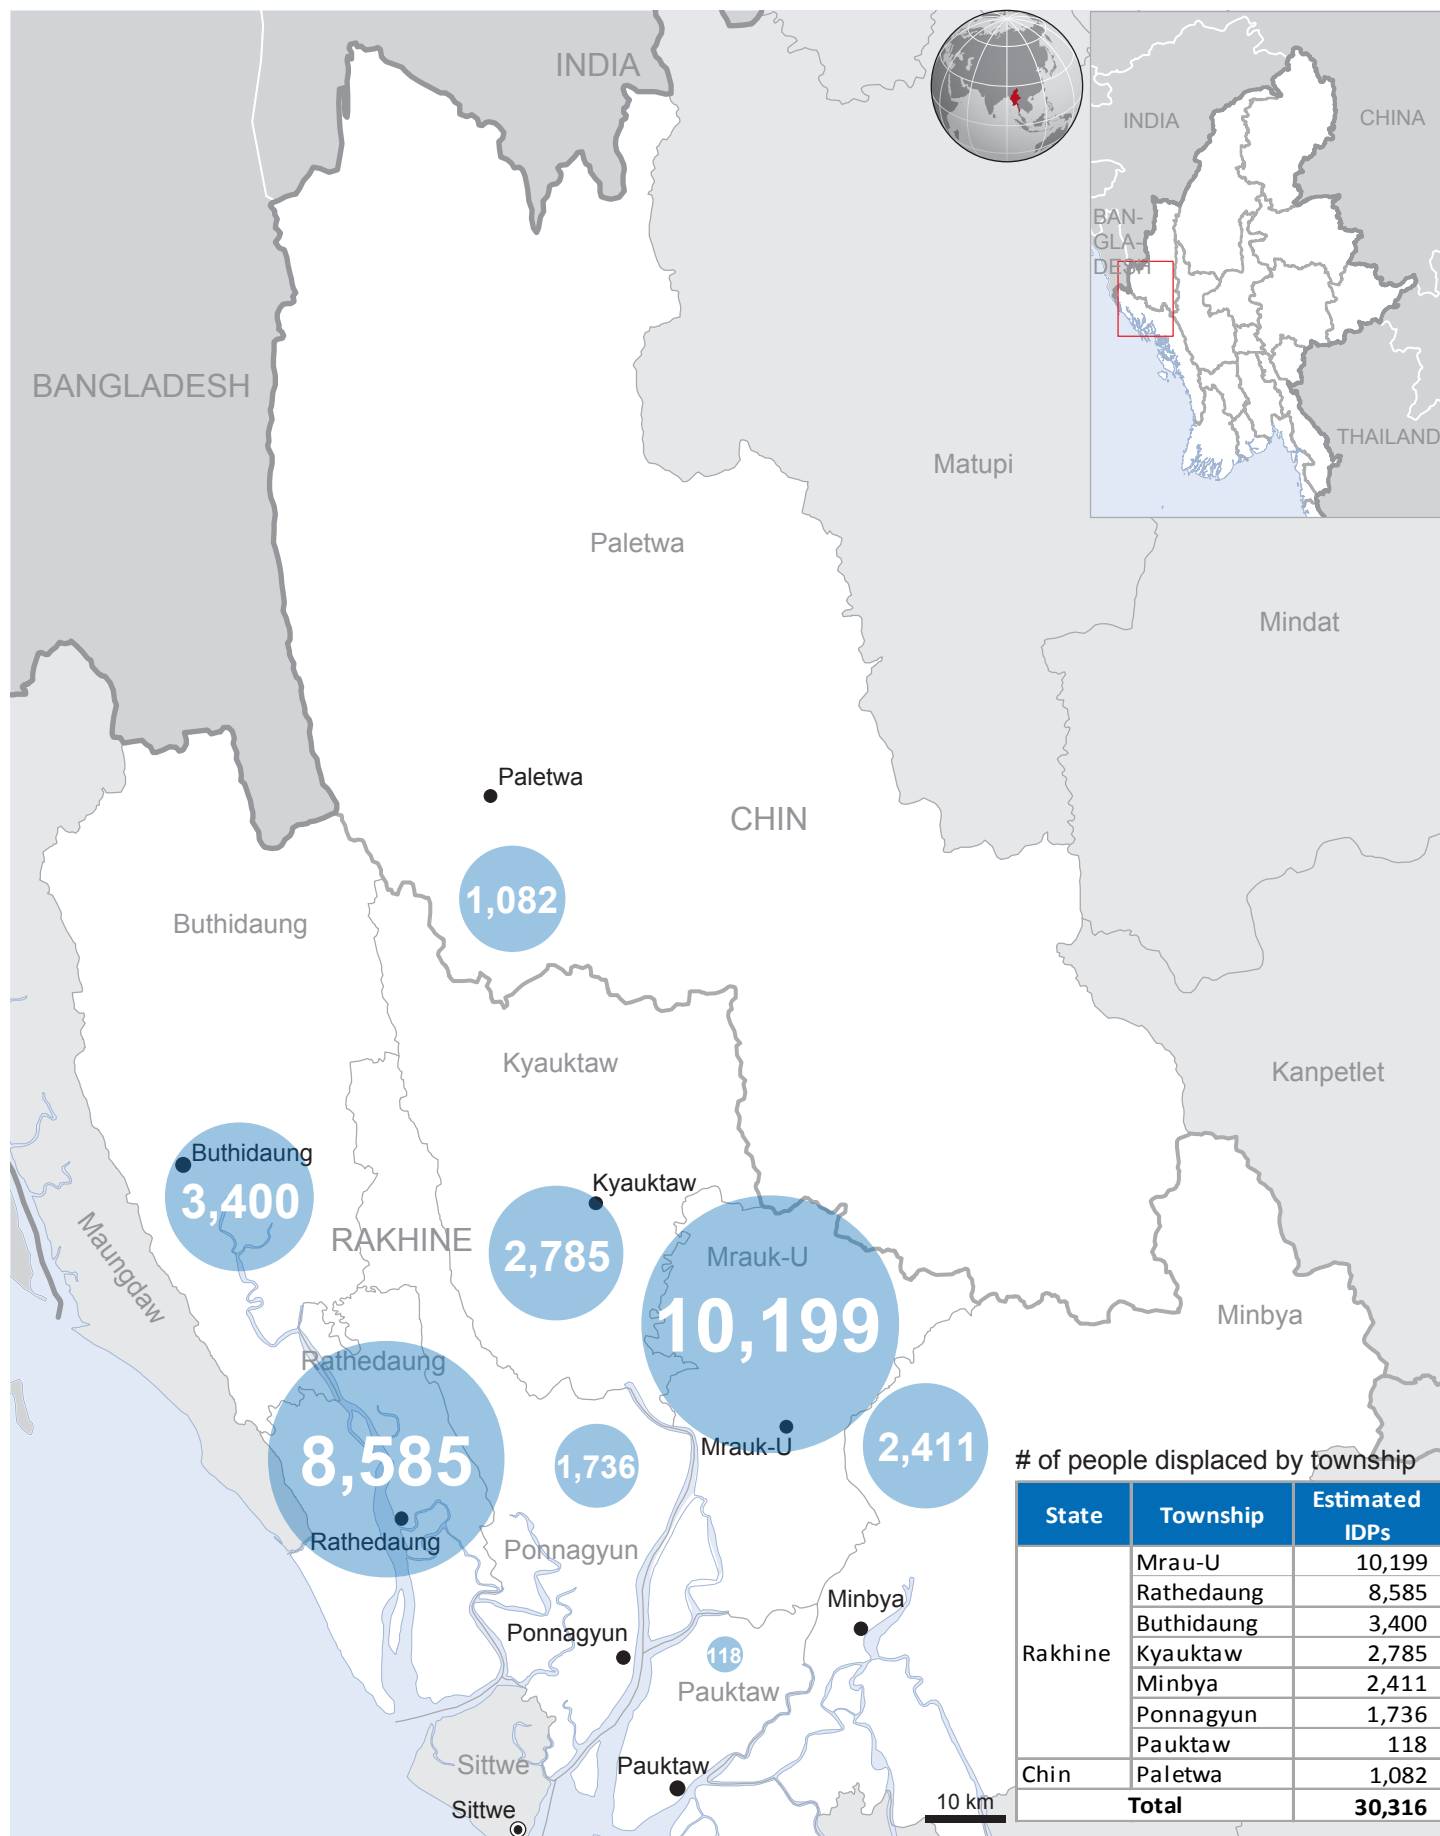 INDIA
INDIA
CHINA
BAN-
GLA-
DESH
THAILAND
BANGLADESH
Matupi
Paletwa
Mindat
Paletwa
CHIN
1,082
Buthidaung
Kyauktaw
Kanpetlet
Buthidaung
3,400
Kyauktaw
RAKHINE
2,785
Maungdaw
Mrauk-U
10,199
Minbya
Rathedaung
8,585
1,736
Mrauk-U
2,411
Rathedaung
Ponnagyun
Minbya
Ponnagyun
118
Pauktaw
Sittwe
Pauktaw
Sittwe
10 km
# of people displaced by township
State Township Estimated
IDPs
Rakhine
Mrau-U 10,199
Rathedaung 8,585
Buthidaung 3,400
Kyauktaw 2,785
Minbya 2,411
Ponnagyun 1,736
Pauktaw 118
Chin Paletwa 1,082
Total 30,316